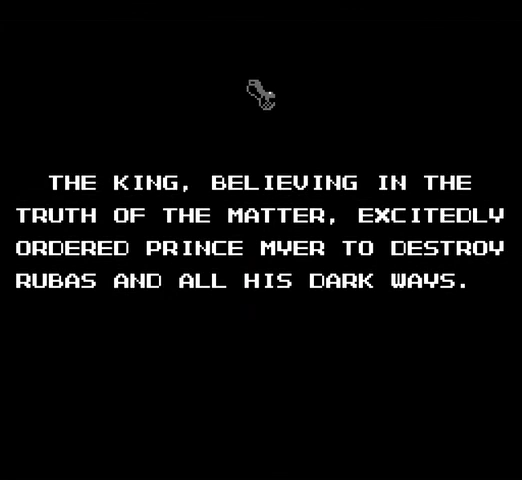 THE KING, BELIEVING IN THE
TRUTH OF THE MATTER, EXCITEDLY
ORDERED PRINCE MYER TO DESTROY
RUBAS AND ALL HIS DARK WAYS.